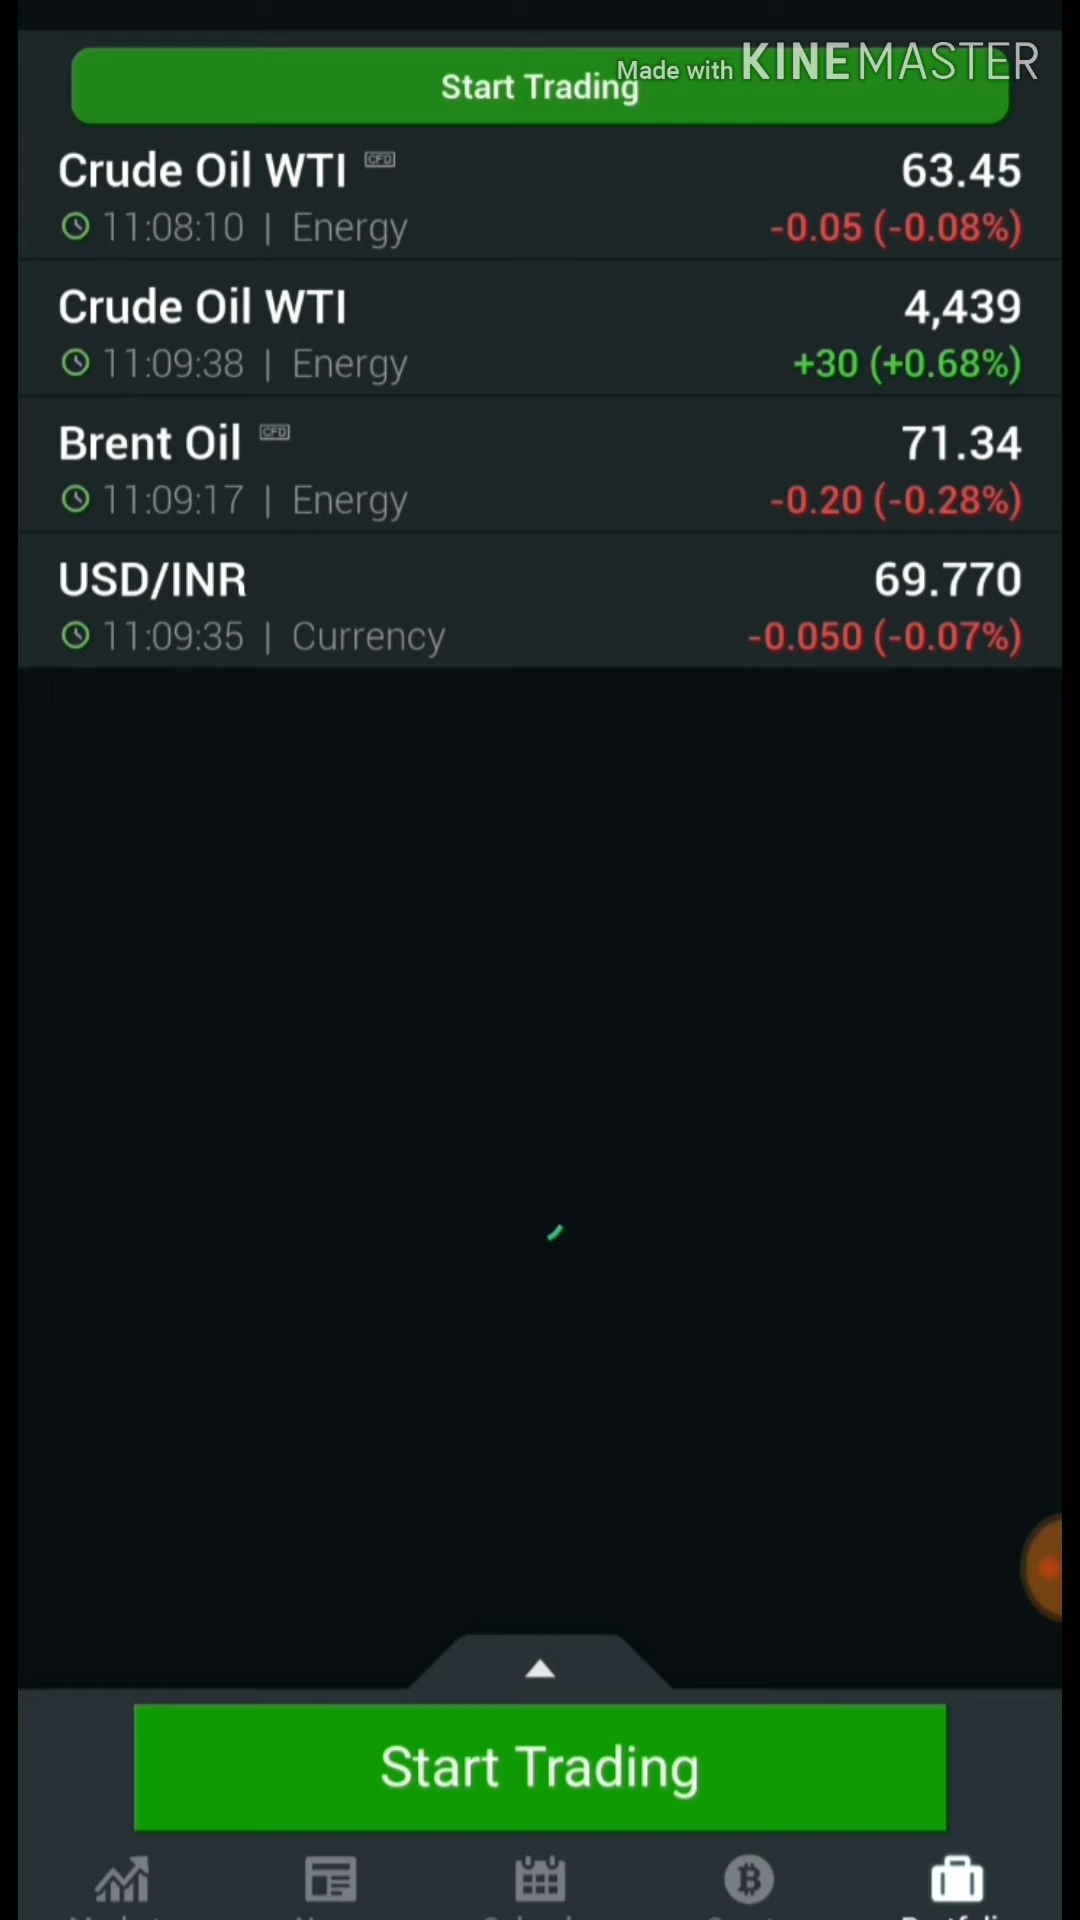 Start Trading
Made with KINEMASTER
Crude Oil WTI CFD
63.45
11:08:10 | Energy
-0.05 (-0.08%)
Crude Oil WTI
4,439
11:09:38 | Energy
+30 (+0.68%)
Brent Oil CFD
71.34
11:09:17 | Energy
-0.20 (-0.28%)
USD/INR
69.770
11:09:35 | Currency
-0.050 (-0.07%)
Start Trading